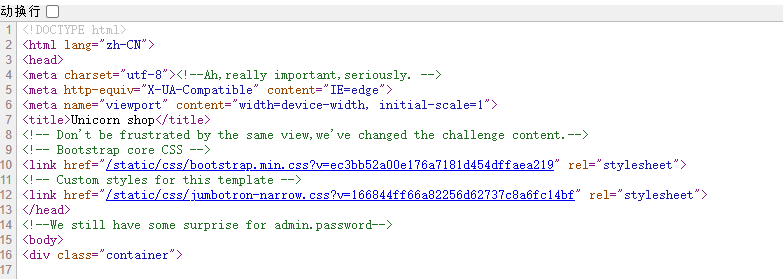 动换行
1 <!DOCTYPE html>
2 <html lang="zh-CN">
3 <head>
4 <meta charset="utf-8"><!--Ah,really important,seriously. -->
5 <meta http-equiv="X-UA-Compatible" content="IE=edge">
6 <meta name="viewport" content="width=device-width, initial-scale=1">
7 <title>Unicorn shop</title>
8 <!-- Don't be frustrated by the same view,we've changed the challenge content.-->
9 <!-- Bootstrap core CSS -->
10 <link href="/static/css/bootstrap.min.css?v=ec3bb52a00e176a7181d454dffaea219" rel="stylesheet">
11 <!-- Custom styles for this template -->
12 <link href="/static/css/jumbotron-narrow.css?v=166844ff66a82256d62737c8a6fc14bf" rel="stylesheet">
13 </head>
14 <!--We still have some surprise for admin.password-->
15 <body>
16 <div class="container">
17